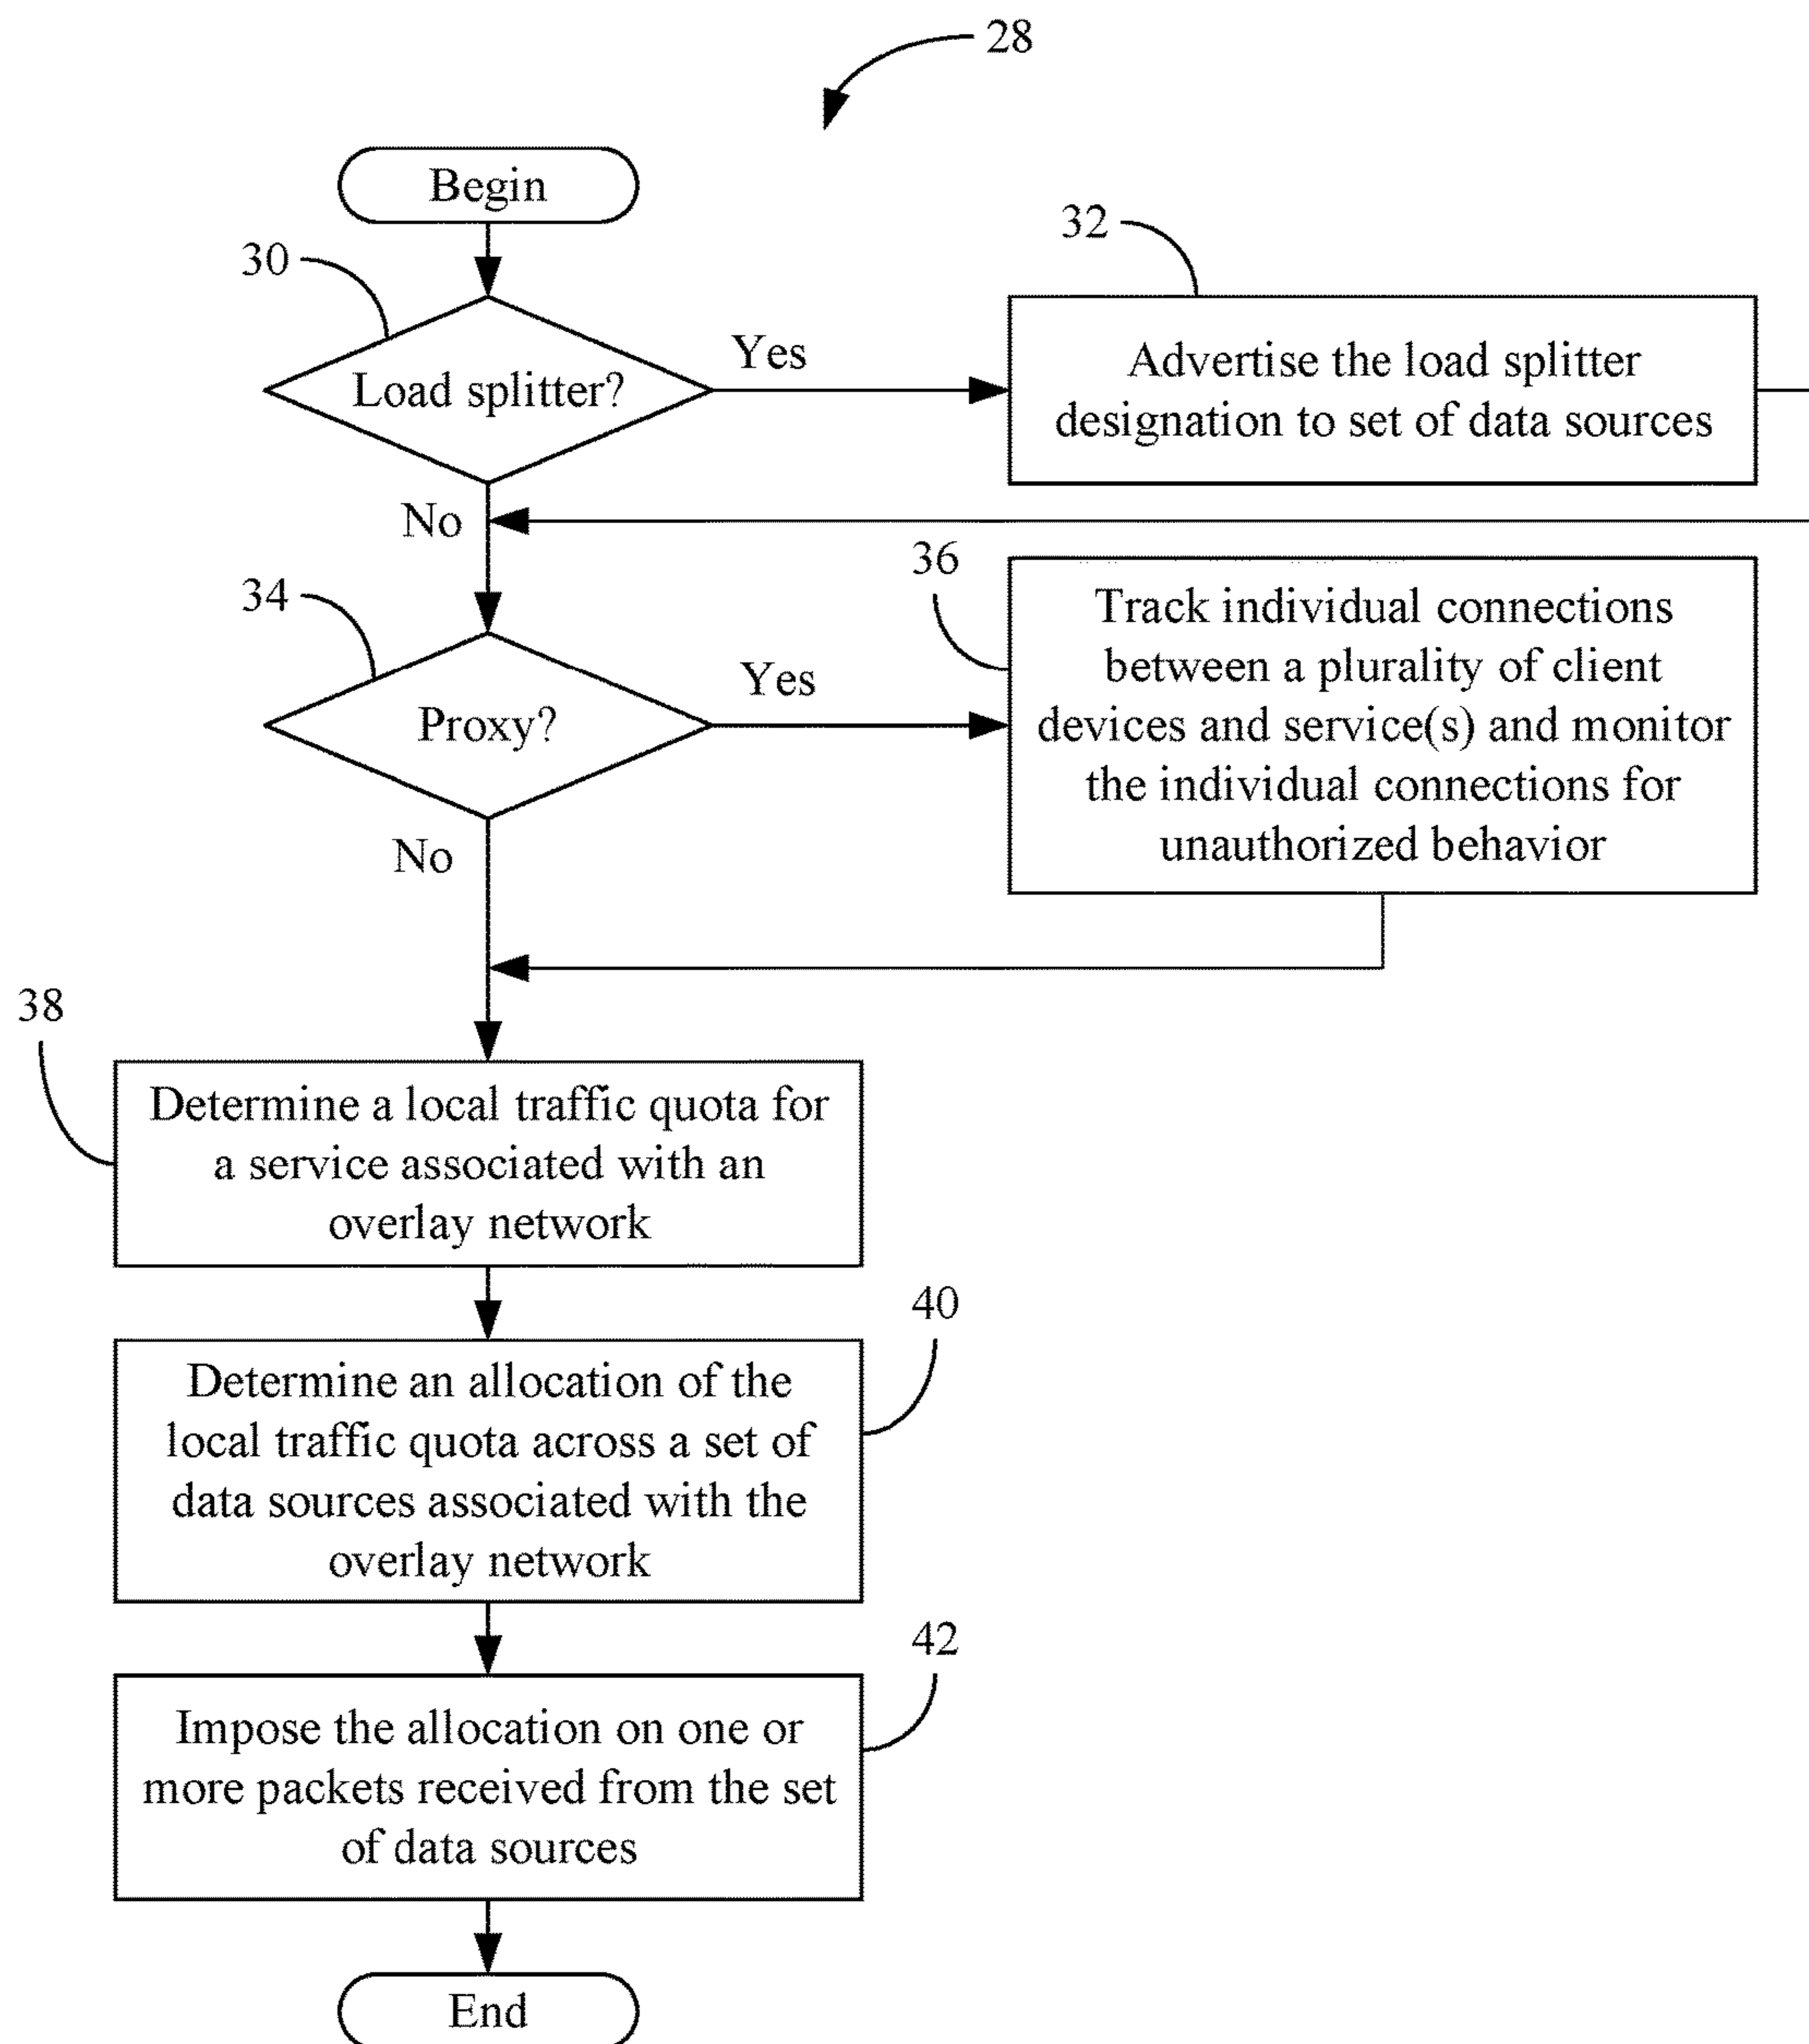 28
Begin
30
Load splitter?
Yes
32
Advertise the load splitter
designation to set of data sources
No
34
Proxy?
Yes
36
Track individual connections
between a plurality of client
devices and service(s) and monitor
the individual connections for
unauthorized behavior
No
38
Determine a local traffic quota for
a service associated with an
overlay network
40
Determine an allocation of the
local traffic quota across a set of
data sources associated with the
overlay network
42
Impose the allocation on one or
more packets received from the set
of data sources
End